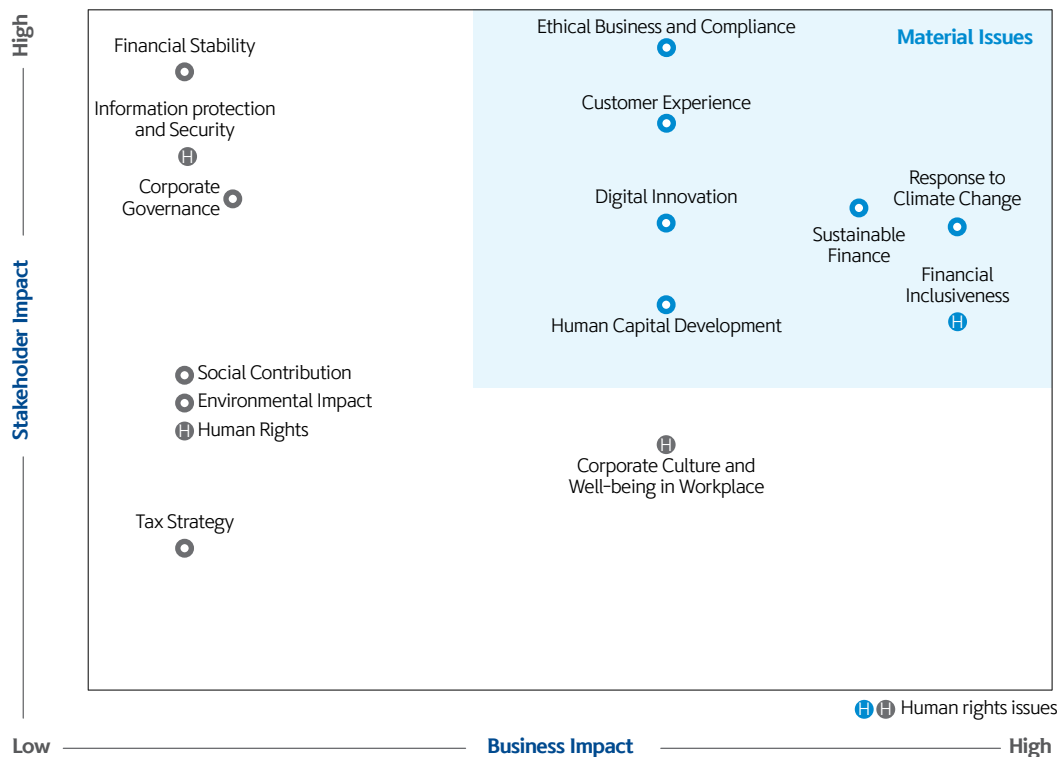 High
Stakeholder Impact
Financial Stability
Information protection
and Security
H
Corporate
Governance
Social Contribution
Environmental Impact
H Human Rights
Tax Strategy
Material Issues
Ethical Business and Compliance
Customer Experience
Digital Innovation
Human Capital Development
Sustainable
Finance
Response to
Climate Change
Financial
Inclusiveness
H
H
Corporate Culture and
Well-being in Workplace
H H Human rights issues
Low
Business Impact
High